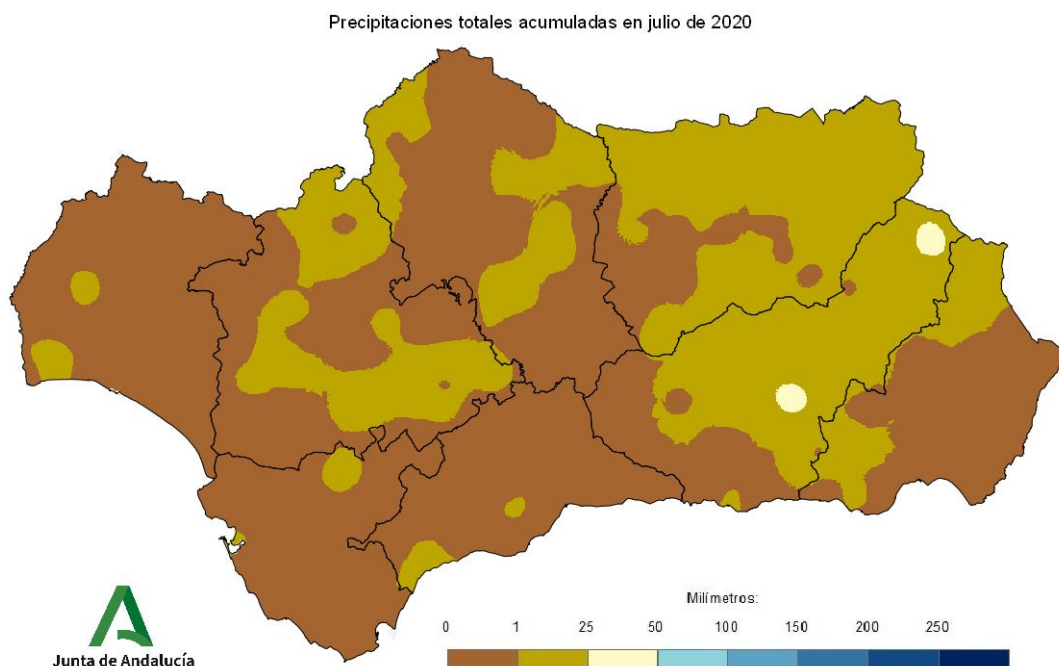 Precipitaciones totales acumuladas en julio de 2020
Milímetros:
0 1 25 50 100 150 200 250
Junta de Andalucía